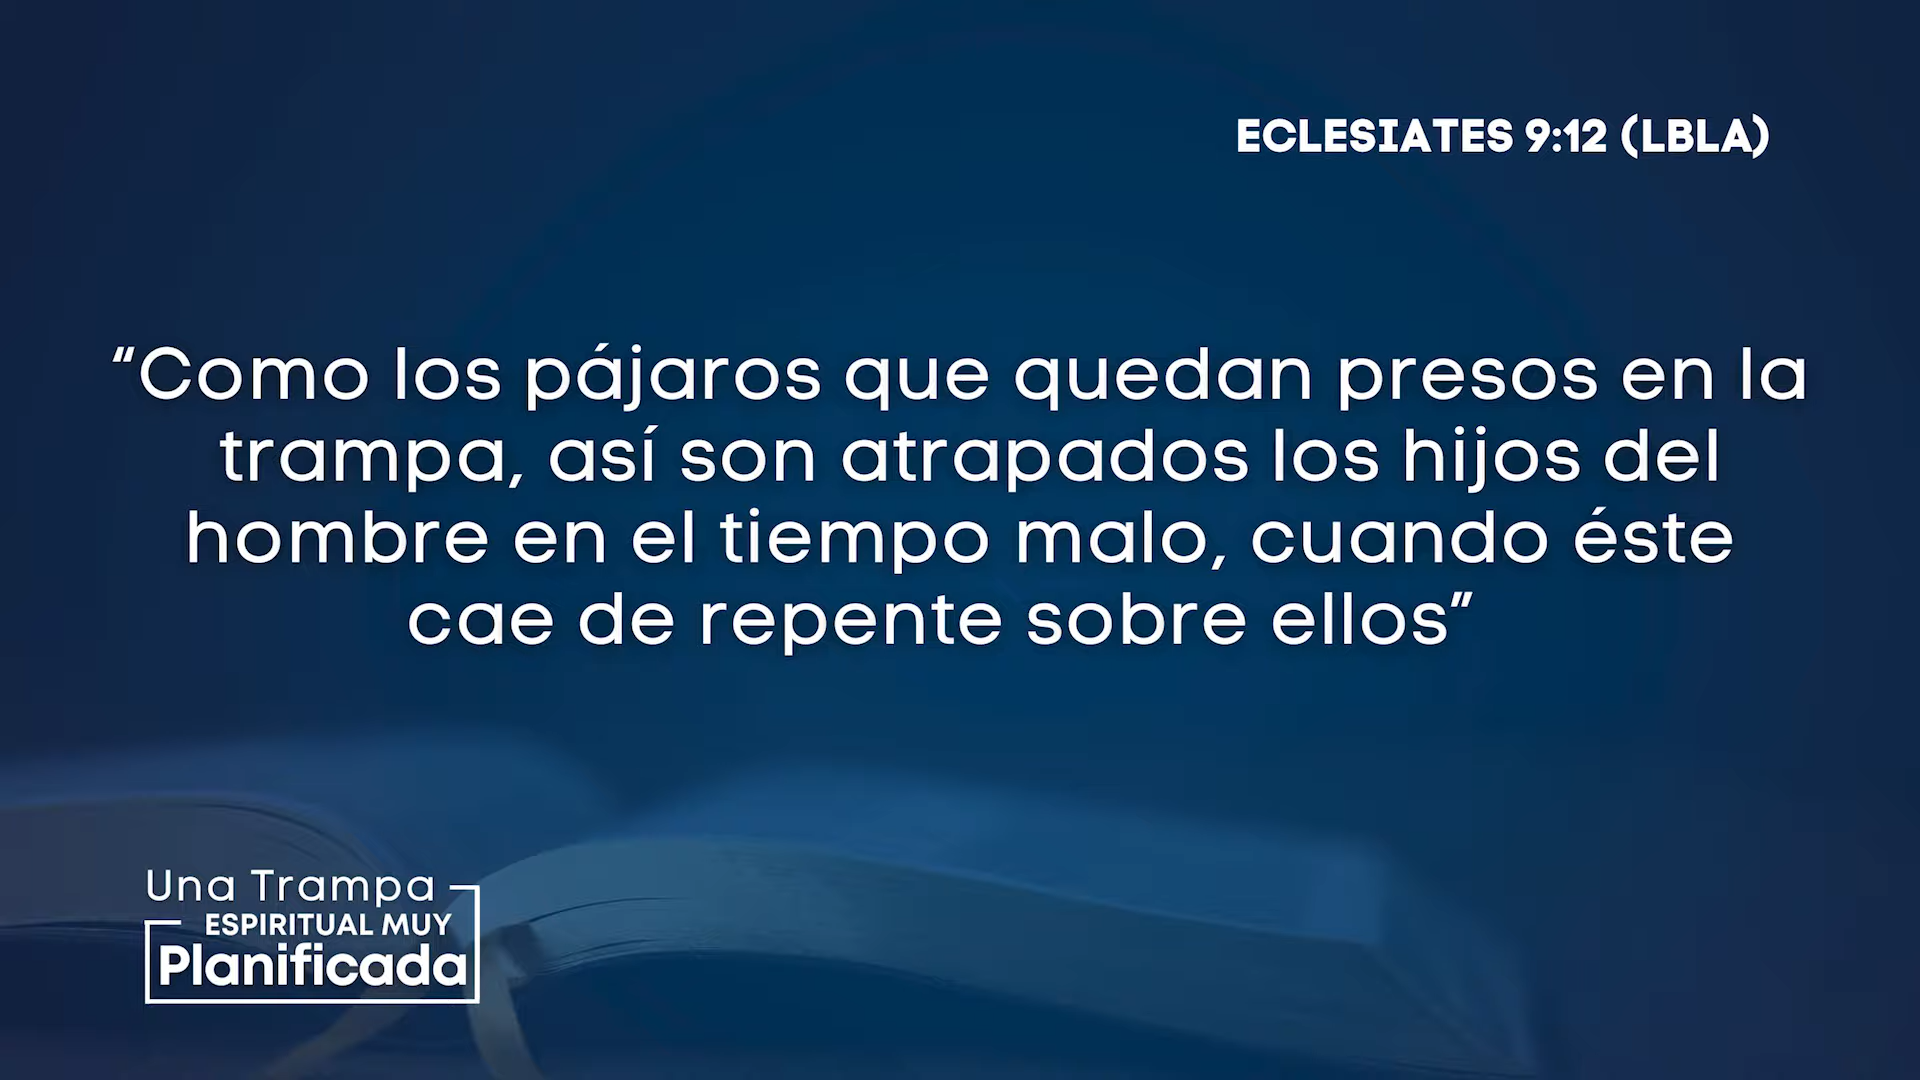 ECLESIATES 9:12 (LBLA)
“Como los pájaros que quedan presos en la
trampa, así son atrapados los hijos del
hombre en el tiempo malo, cuando éste
cae de repente sobre ellos”
Una Trampa
ESPIRITUAL MUY
Planificada